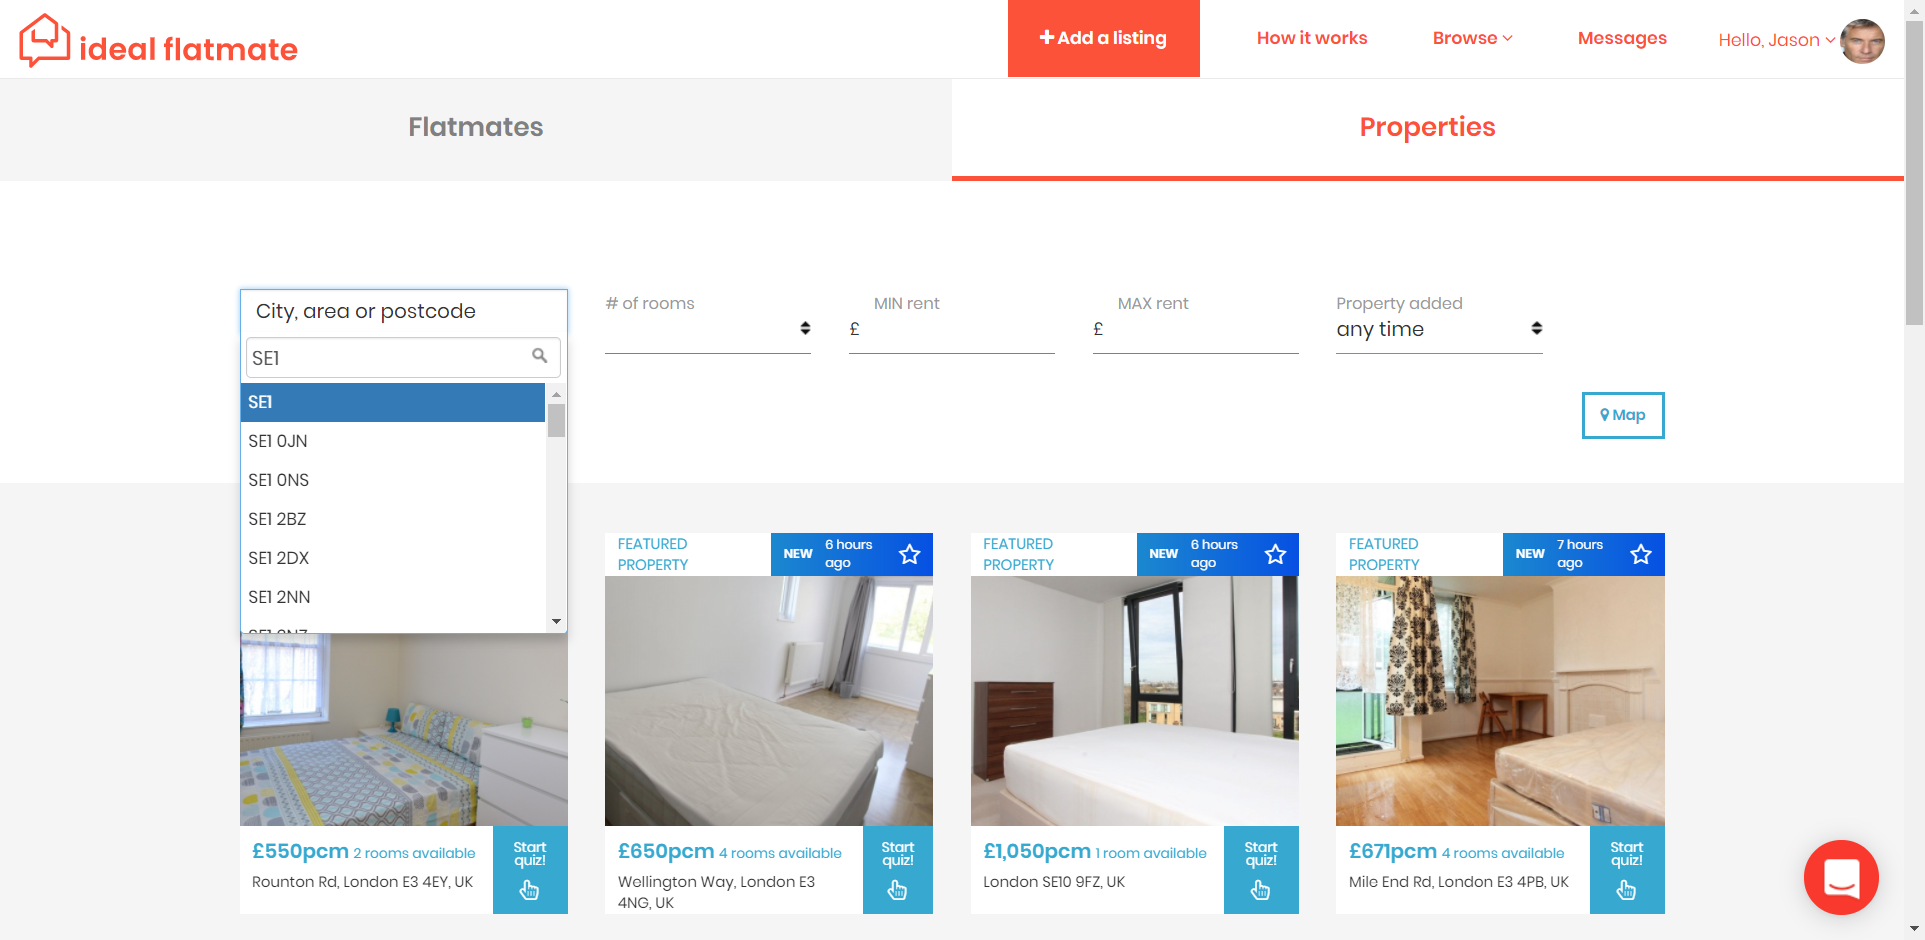 ideal flatmate
Add a listing
How it works
Browse
Messages
Hello, Jason
Flatmates
Properties
City, area or postcode
SE1
SE1
SE1 0JN
SE1 0NS
SE1 2BZ
SE1 2DX
SE1 2NN
# of rooms
MIN rent
£
MAX rent
£
Property added
any time
Map
FEATURED
PROPERTY
NEW
6 hours
ago
FEATURED
PROPERTY
NEW
6 hours
ago
FEATURED
PROPERTY
NEW
7 hours
ago
£550pcm 2 rooms available
Rounton Rd, London E3 4EY, UK
Start
quiz!
£650pcm 4 rooms available
Wellington Way, London E3
4NG, UK
Start
quiz!
£1,050pcm 1 room available
London SE10 9FZ, UK
Start
quiz!
£671pcm 4 rooms available
Mile End Rd, London E3 4PB, UK
Start
quiz!